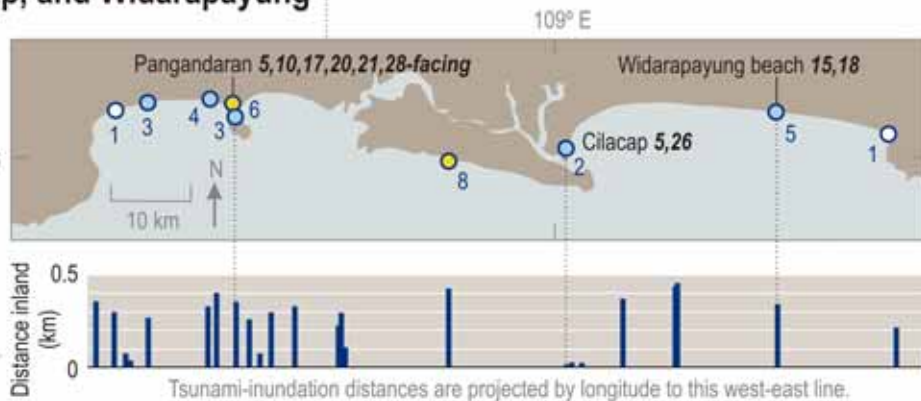 p, and Widarapayung
109° E
Pangandaran 5,10,17,20,21,28-facing
Widarapayung beach 15,18
1
3
4
3
6
8
2
Cilacap 5,26
5
1
N
10 km
Distance inland
(km)
0.5
0
Tsunami-inundation distances are projected by longitude to this west-east line.